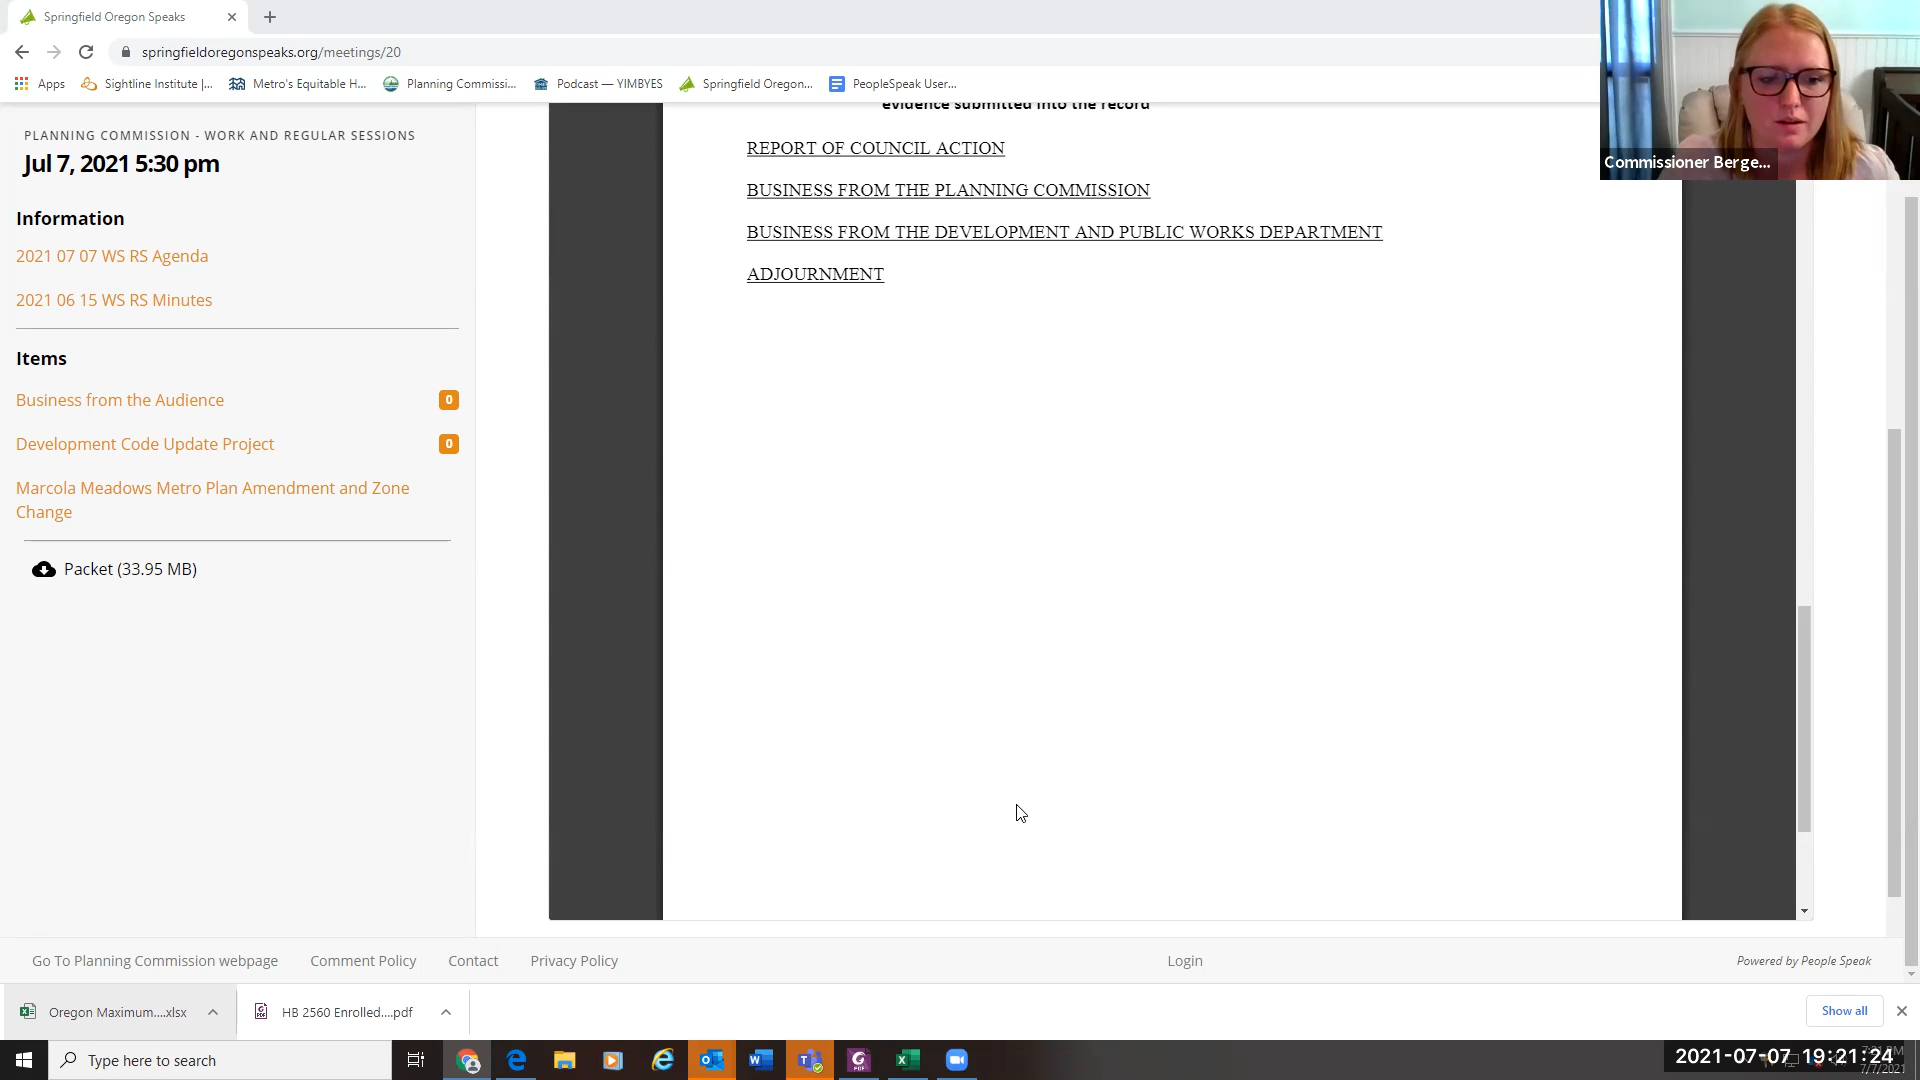 Springfield Oregon Speaks
springfieldoregonspeaks.org/meetings/20
Apps
Sightline Institute |...
Metro's Equitable H...
Planning Commissi...
Podcast — YIMBYES
Springfield Oregon...
PeopleSpeak User...
Commissioner Berge...
PLANNING COMMISSION - WORK AND REGULAR SESSIONS
Jul 7, 2021 5:30 pm
Information
2021 07 07 WS RS Agenda
2021 06 15 WS RS Minutes
Items
Business from the Audience 0
Development Code Update Project 0
Marcola Meadows Metro Plan Amendment and Zone
Change
Packet (33.95 MB)
evidence submitted into the record
REPORT OF COUNCIL ACTION
BUSINESS FROM THE PLANNING COMMISSION
BUSINESS FROM THE DEVELOPMENT AND PUBLIC WORKS DEPARTMENT
ADJOURNMENT
Go To Planning Commission webpage
Comment Policy
Contact
Privacy Policy
Login
Powered by People Speak
Oregon Maximum....xlsx
HB 2560 Enrolled....pdf
Show all
Type here to search
2021-07-07 19:21:24
7/7/2021